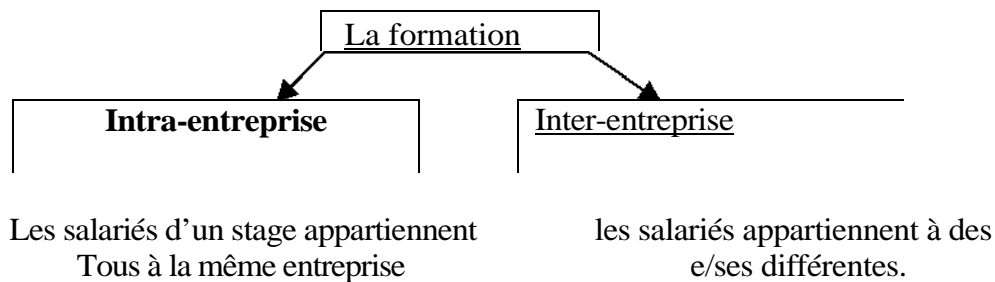 La formation
Intra-entreprise
Inter-entreprise
Les salariés d’un stage appartiennent
Tous à la même entreprise
les salariés appartiennent à des
e/ses différentes.